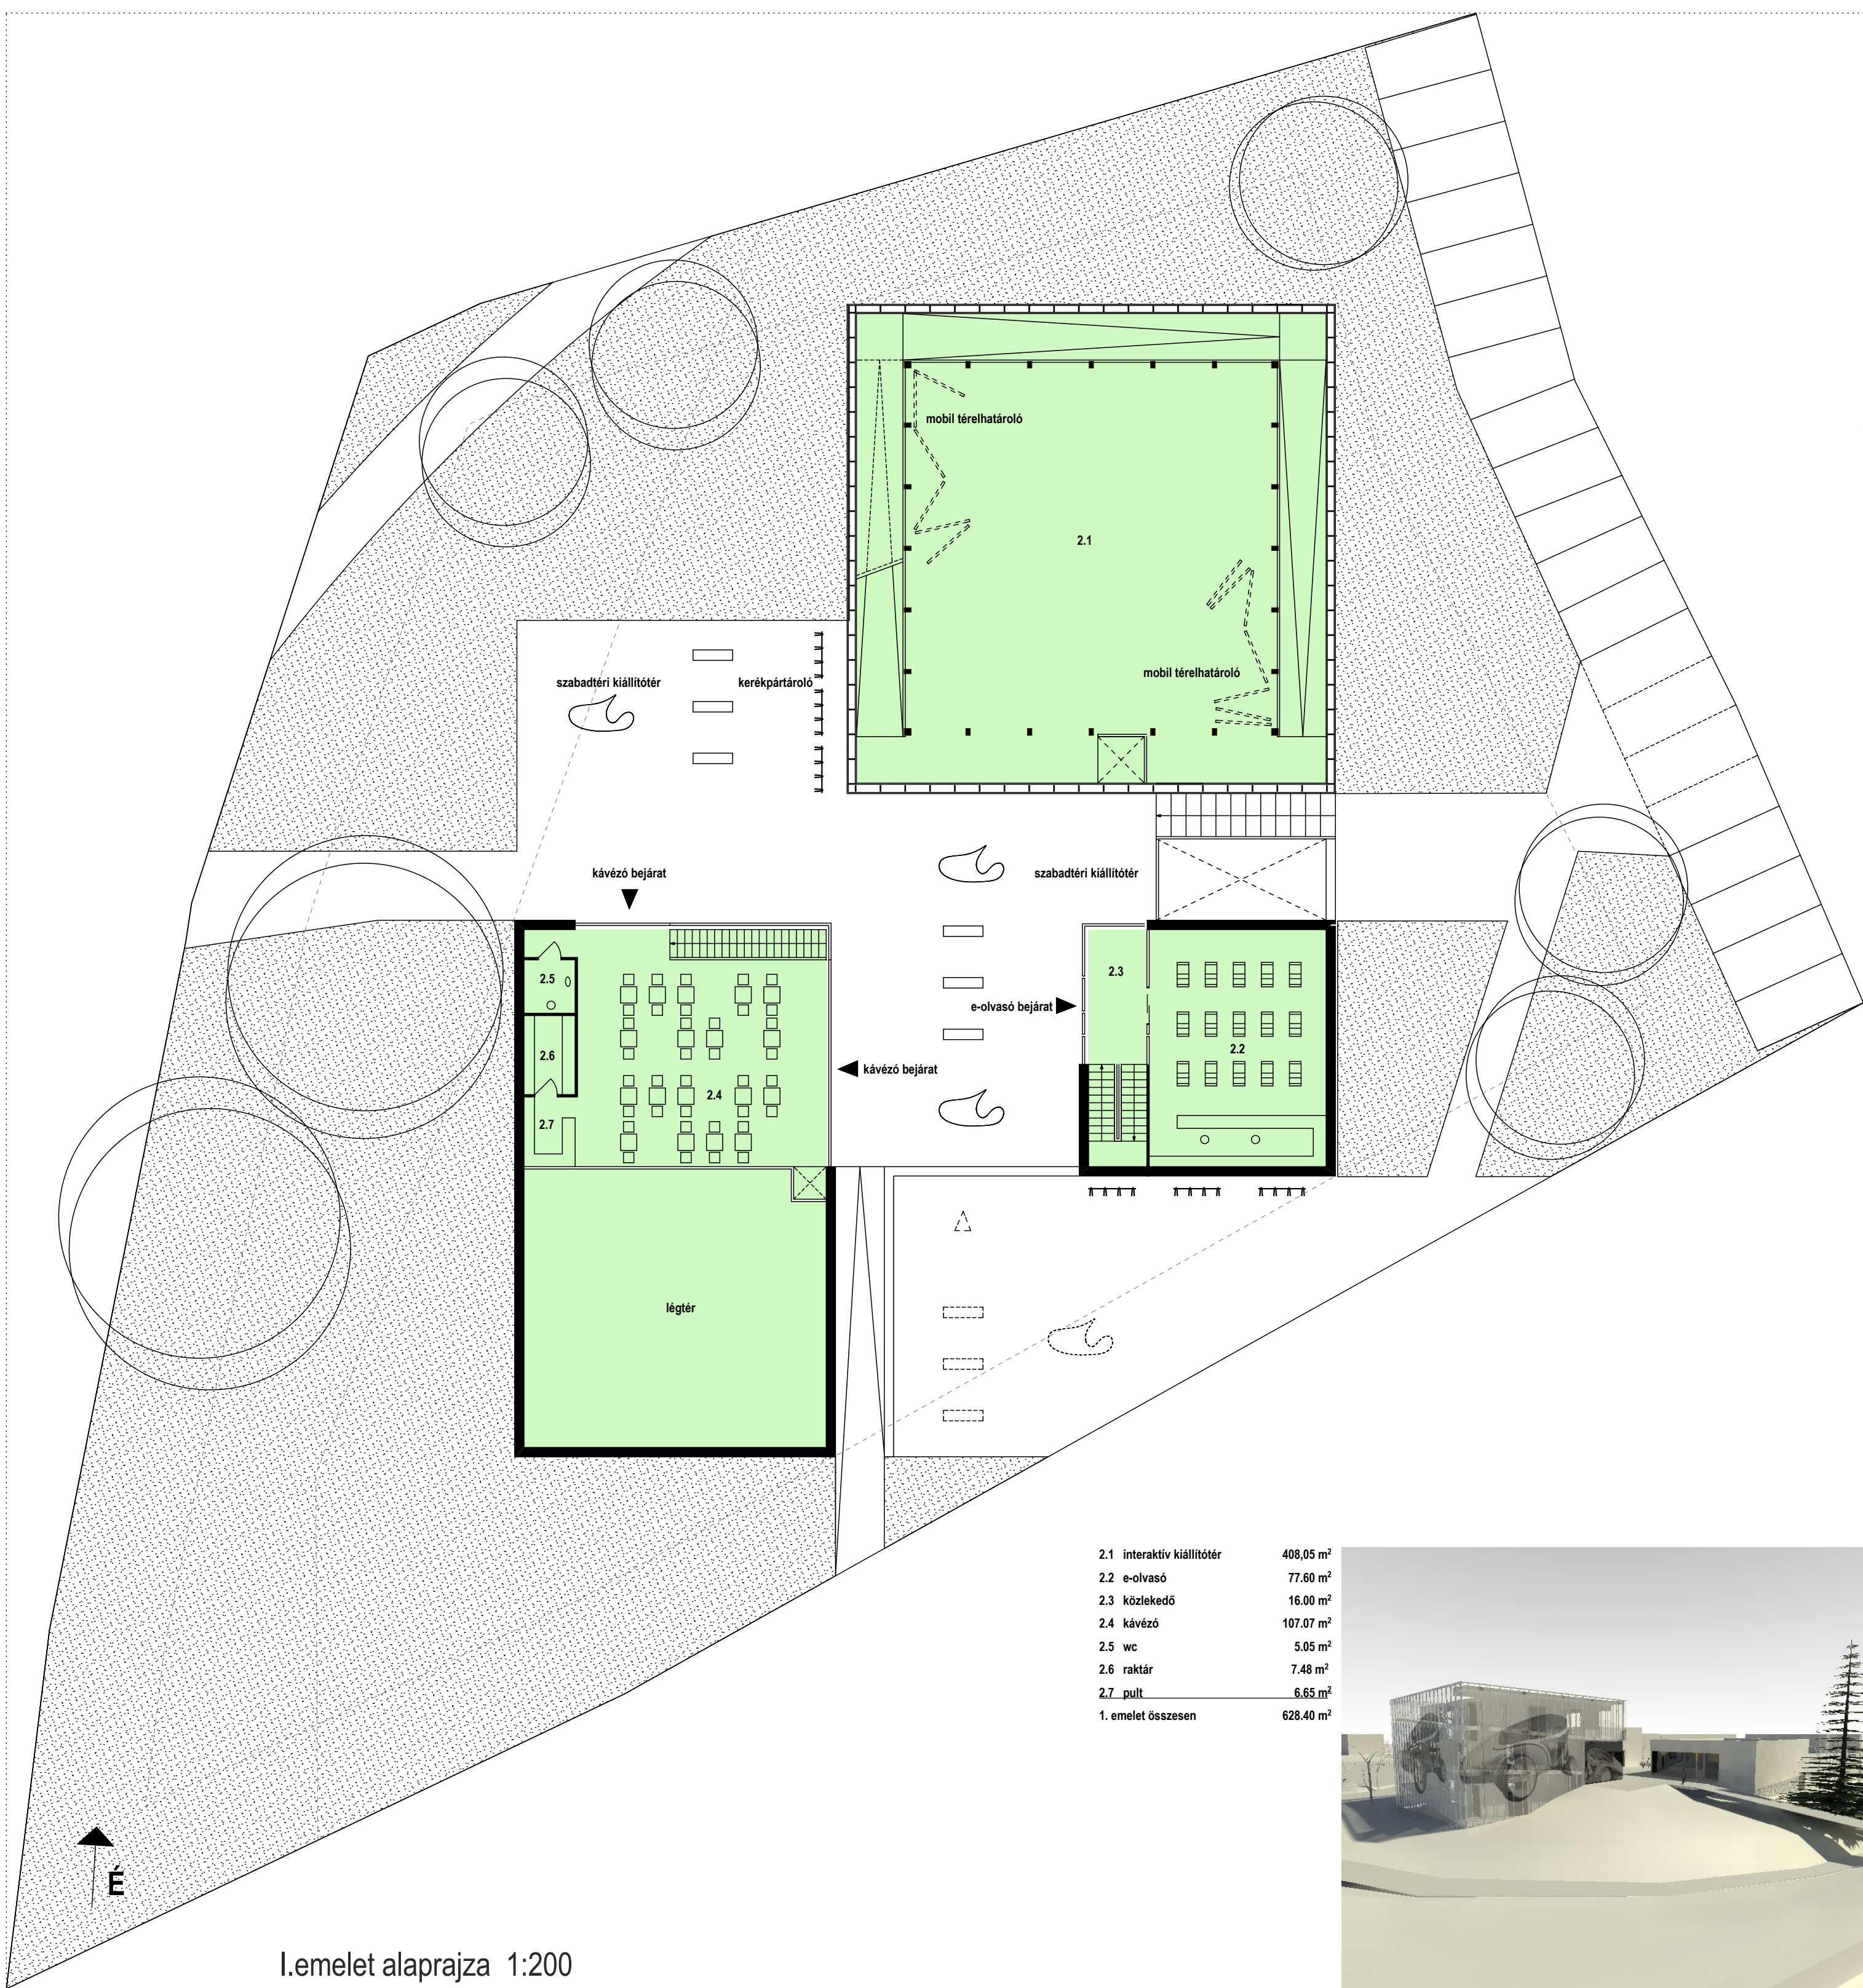 mobil térelhatároló
2.1
mobil térelhatároló
szabadtéri kiállítótér
kerékpártároló
kávézó bejárat
szabadtéri kiállítótér
2.5
2.3
e-olvasó bejárat
2.6
2.2
kávézó bejárat
2.4
2.7
légtér
2.1 interaktív kiállítótér 408,05 m²
2.2 e-olvasó 77.60 m²
2.3 közlekedő 16.00 m²
2.4 kávézó 107.07 m²
2.5 wc 5.05 m²
2.6 raktár 7.48 m²
2.7 pult 6.65 m²
1. emelet összesen 628.40 m²
É
I.emelet alaprajza 1:200